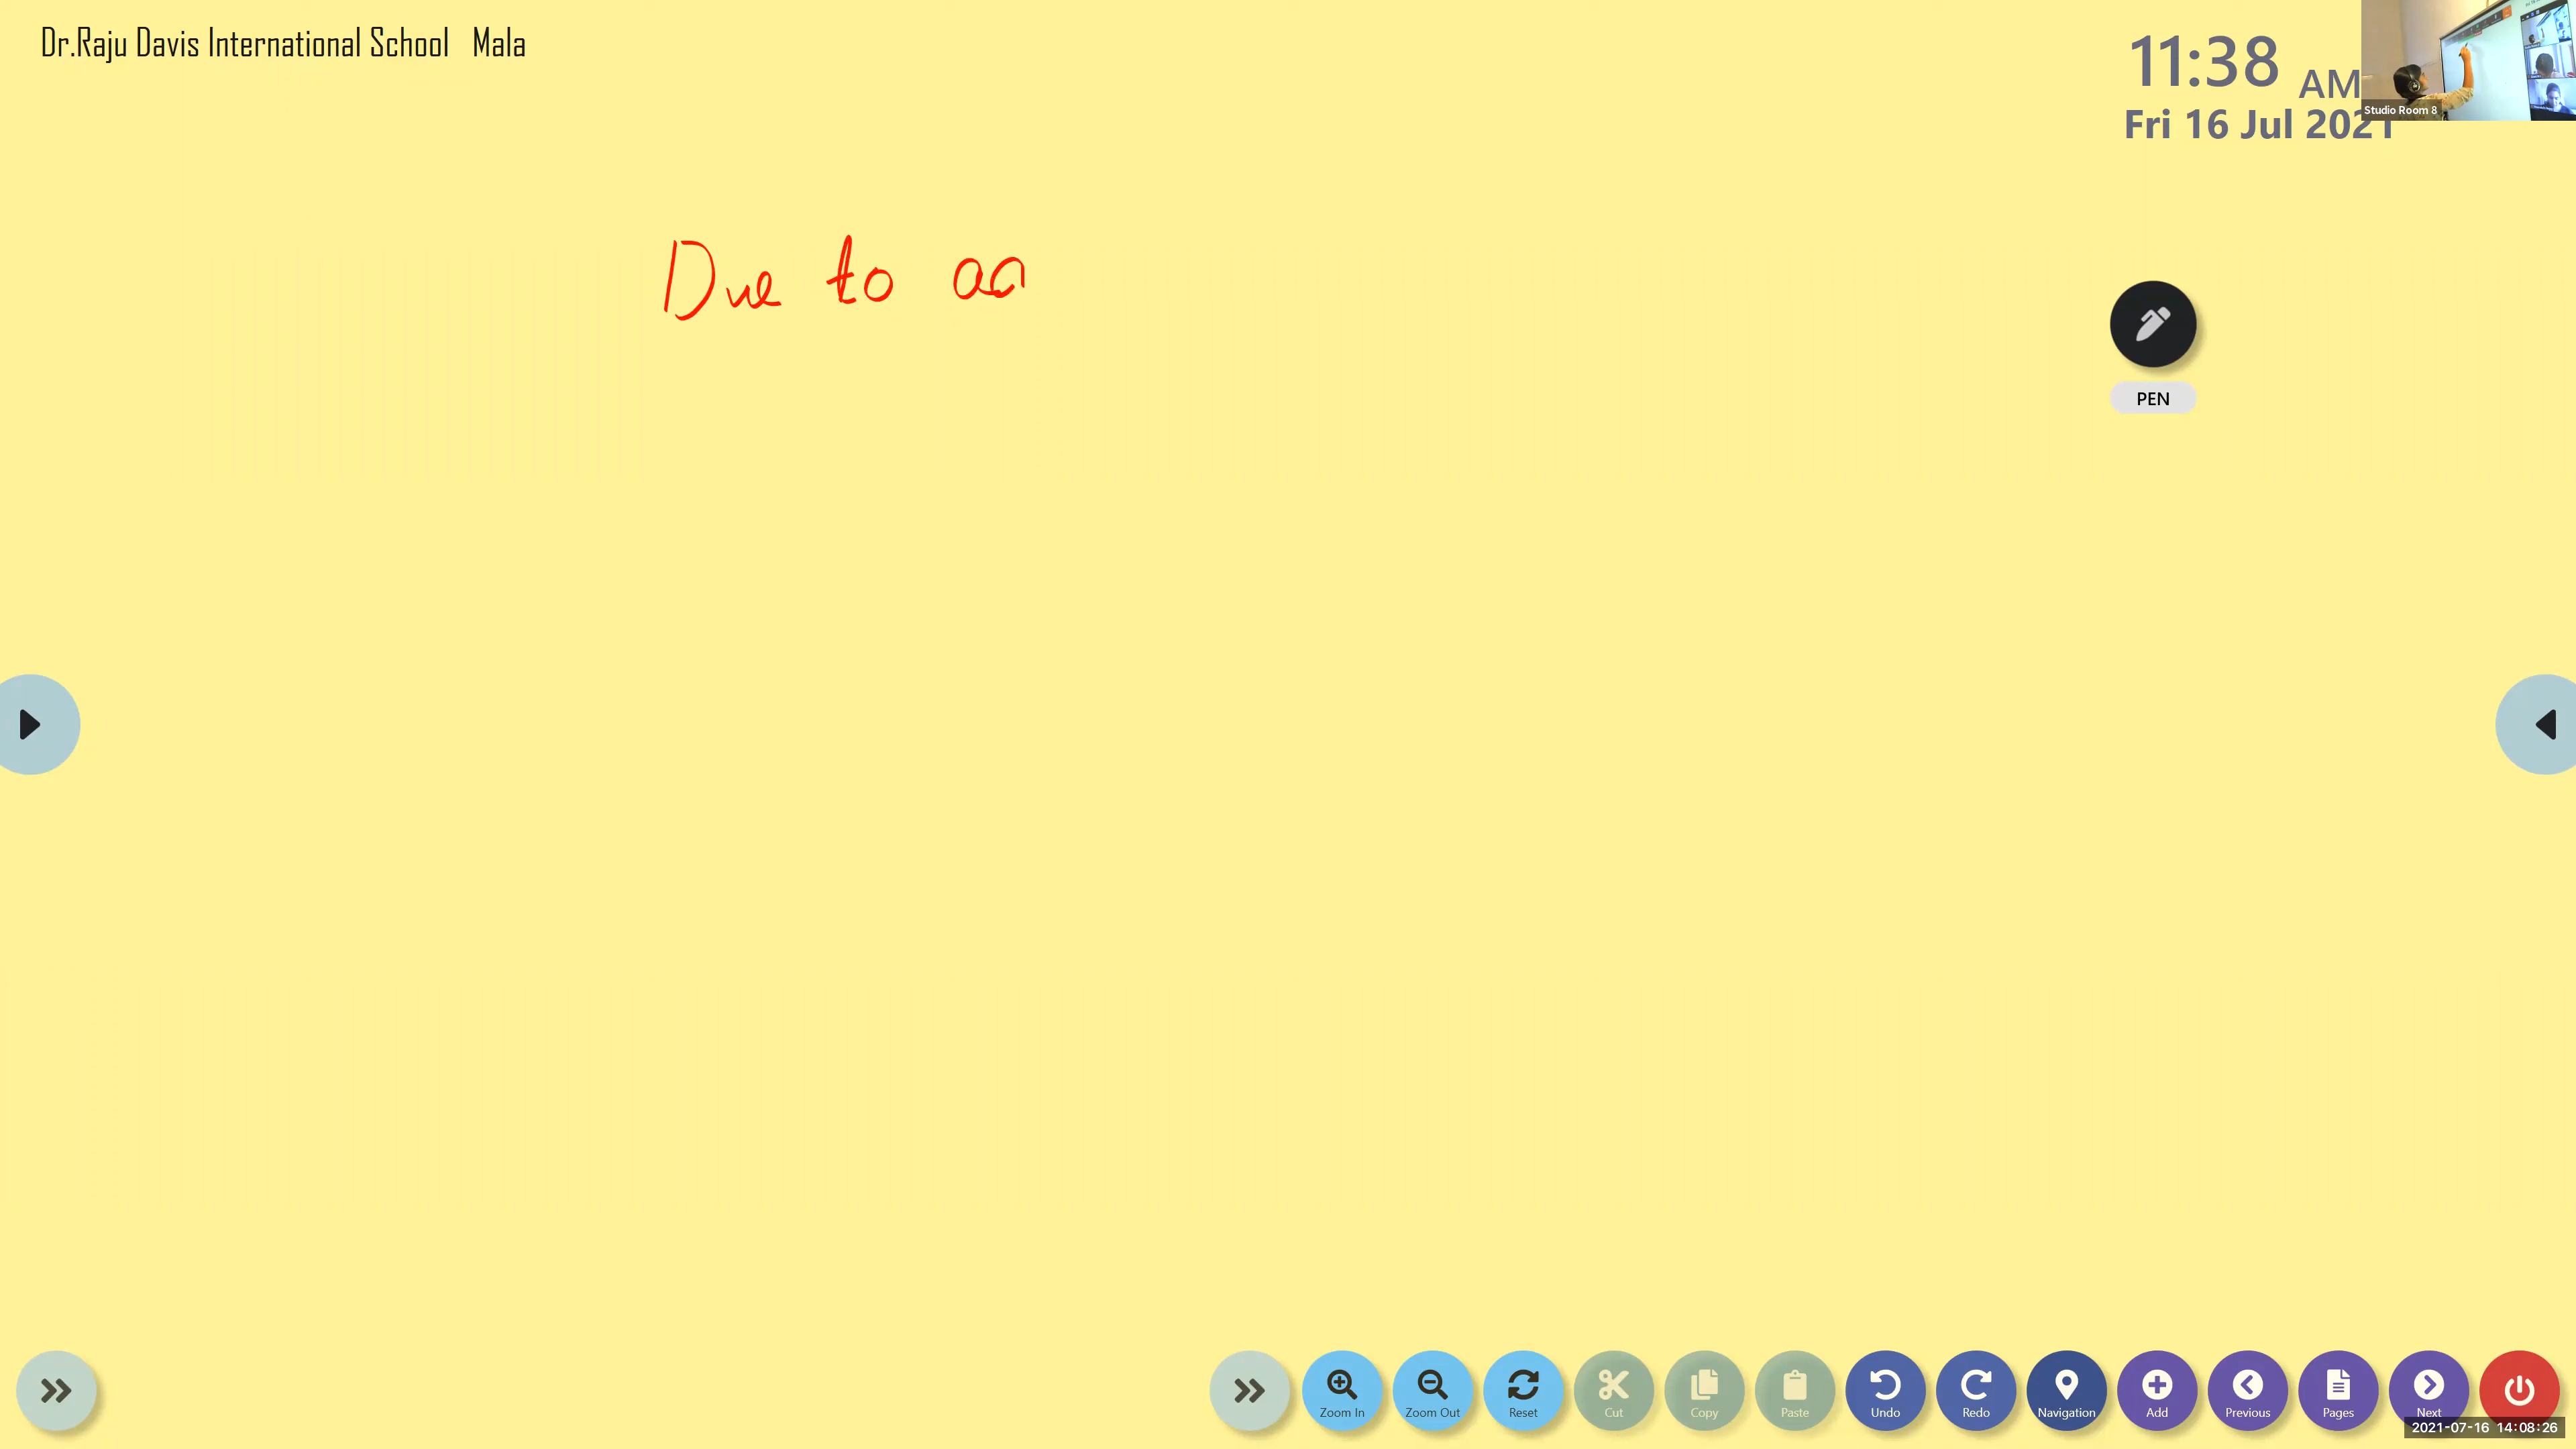 Dr.Raju Davis International School Mala
11:38 AM
Fri 16 Jul 2021
Studio Room 8
Due to
PEN
Zoom In
Zoom Out
Reset
Cut
Copy
Paste
Undo
Redo
Navigation
Add
Previous
Pages
Next
2021-07-16 14:08:26